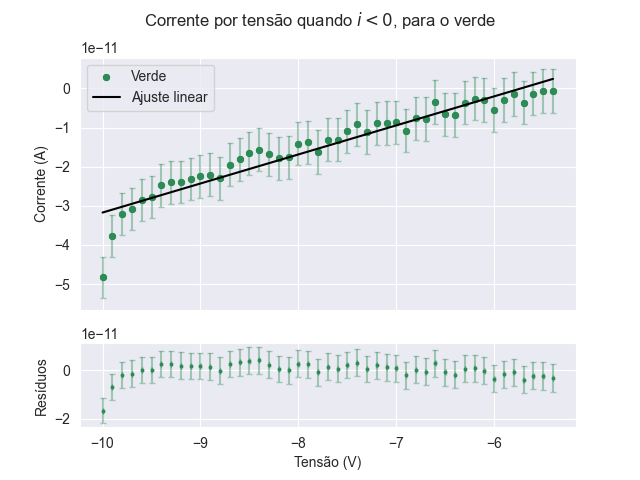 Corrente por tensão quando i < 0, para o verde
1e−11
Verde
Ajuste linear
0
−1
−2
−3
−4
−5
Corrente (A)
1e−11
0
−2
Resíduos
−10
−9
−8
−7
−6
Tensão (V)